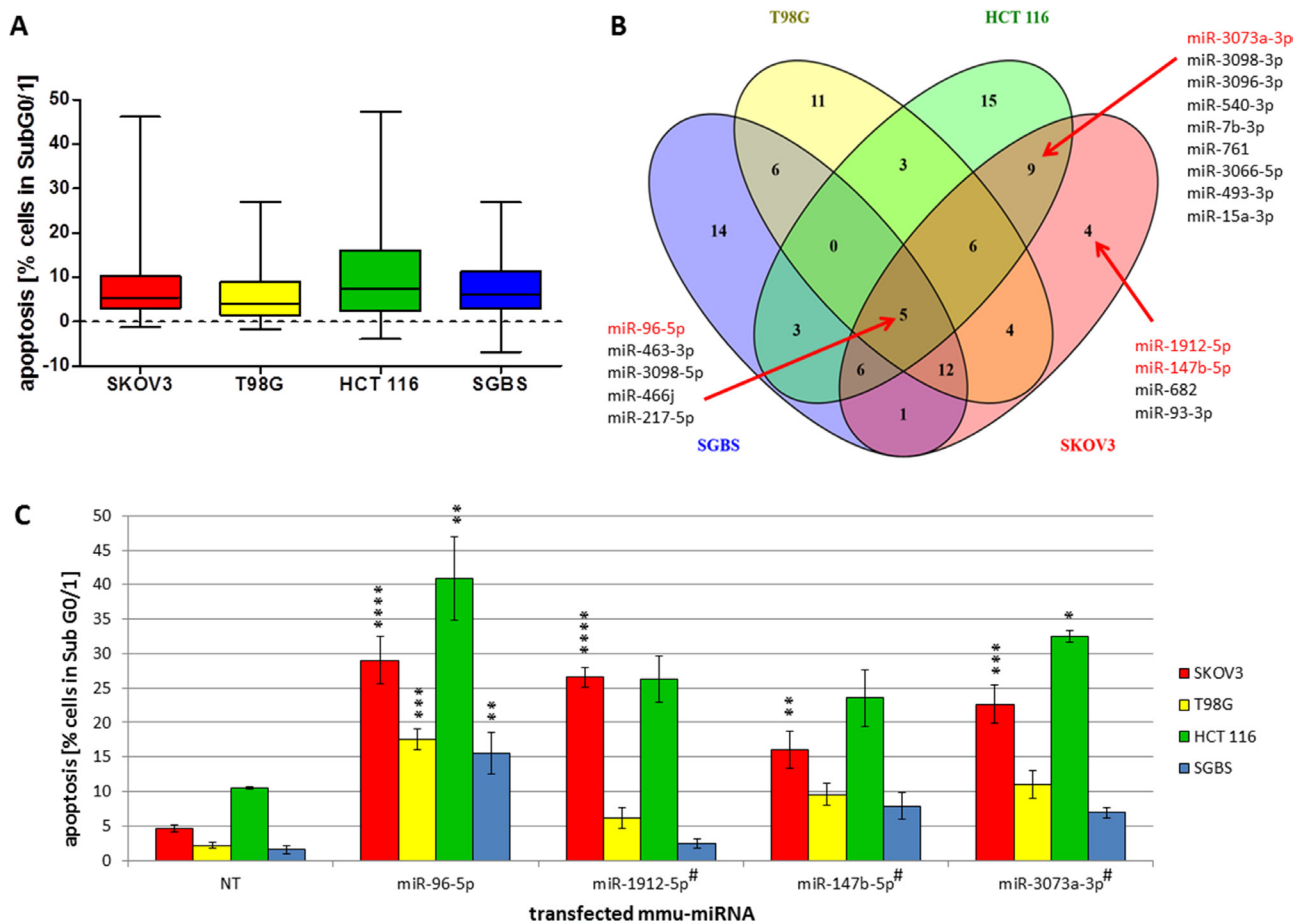 A
apoptosis [% cells in SubG0/1]
50
40
30
20
10
0
-10
SKOV3 T98G HCT 116 SGBS
B
T98G HCT 116
SGBS SKOV3
11 15
6 3 9
14 0 6 4
3 5 4
6 12
1
miR-3073a-3p
miR-3098-3p
miR-3096-3p
miR-540-3p
miR-7b-3p
miR-761
miR-3066-5p
miR-493-3p
miR-15a-3p
miR-96-5p
miR-463-3p
miR-3098-5p
miR-466j
miR-217-5p
miR-1912-5p
miR-147b-5p
miR-682
miR-93-3p
C
apoptosis [% cells in Sub G0/1]
50
45
40
35
30
25
20
15
10
5
0
****
***
**
**
****
**
***
*
NT miR-96-5p miR-1912-5p# miR-147b-5p# miR-3073a-3p#
transfected mmu-miRNA
SKOV3
T98G
HCT 116
SGBS